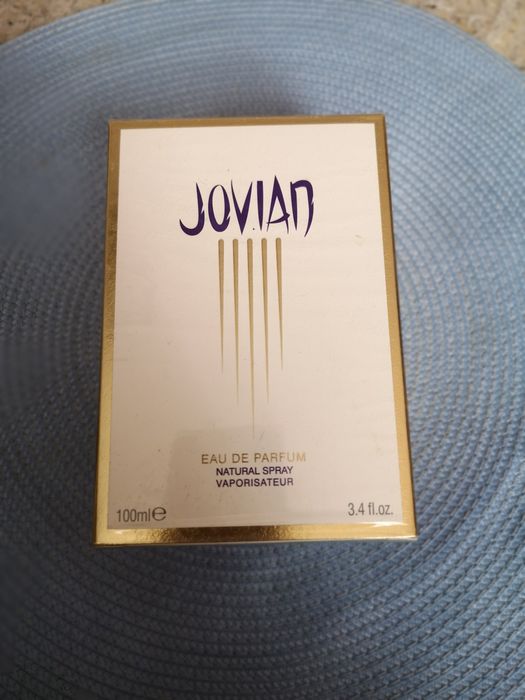 JOVIAN
EAU DE PARFUM
NATURAL SPRAY
VAPORISATEUR
100ml℮
3.4 fl.oz.